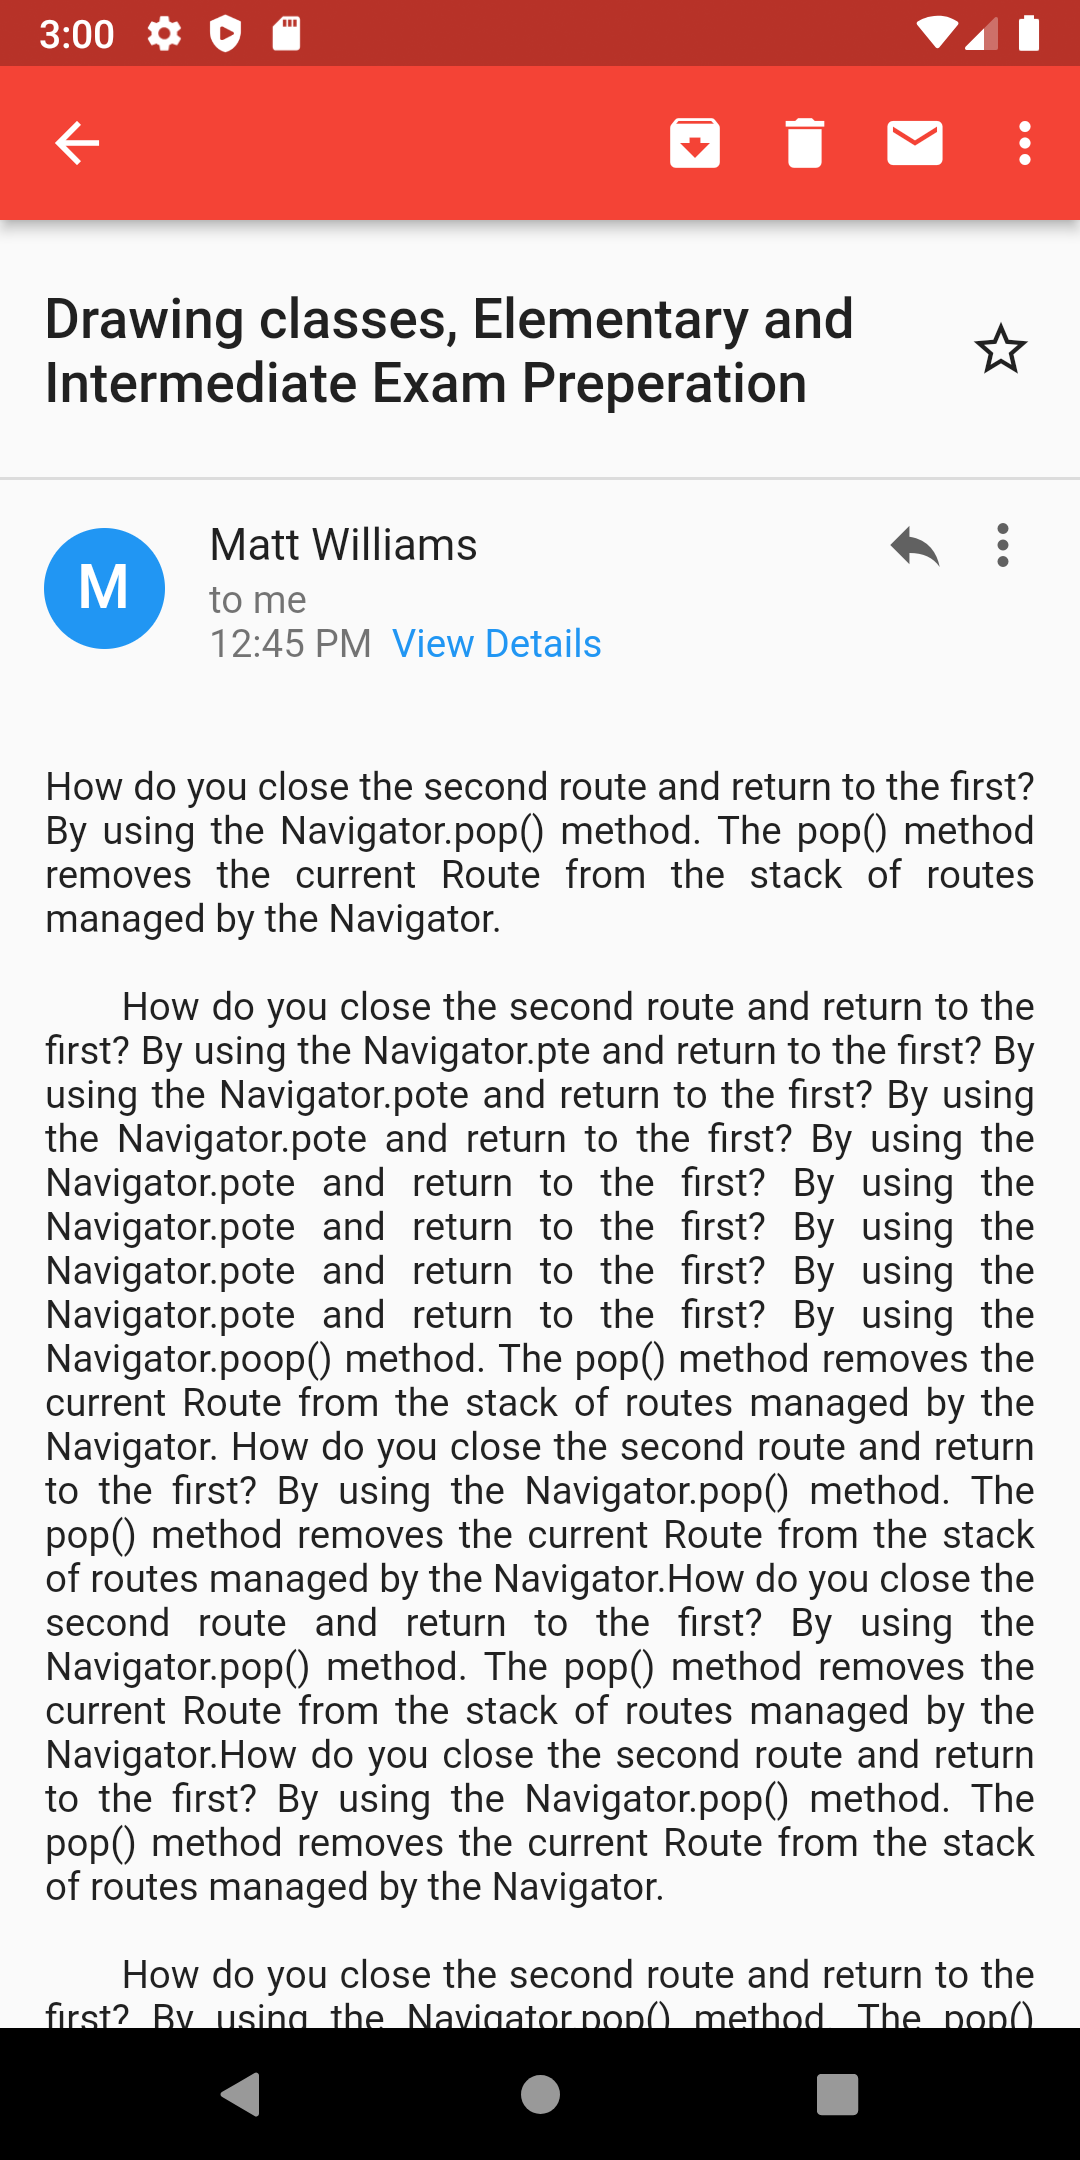 3:00
Drawing classes, Elementary and
Intermediate Exam Preperation
M
Matt Williams
to me
12:45 PM View Details
How do you close the second route and return to the first?
By using the Navigator.pop() method. The pop() method
removes the current Route from the stack of routes
managed by the Navigator.
How do you close the second route and return to the
first? By using the Navigator.pte and return to the first? By
using the Navigator.pote and return to the first? By using
the Navigator.pote and return to the first? By using the
Navigator.pote and return to the first? By using the
Navigator.pote and return to the first? By using the
Navigator.pote and return to the first? By using the
Navigator.pote and return to the first? By using the
Navigator.poop() method. The pop() method removes the
current Route from the stack of routes managed by the
Navigator. How do you close the second route and return
to the first? By using the Navigator.pop() method. The
pop() method removes the current Route from the stack
of routes managed by the Navigator.How do you close the
second route and return to the first? By using the
Navigator.pop() method. The pop() method removes the
current Route from the stack of routes managed by the
Navigator.How do you close the second route and return
to the first? By using the Navigator.pop() method. The
pop() method removes the current Route from the stack
of routes managed by the Navigator.
How do you close the second route and return to the
first? By using the Navigator.pop() method. The pop()